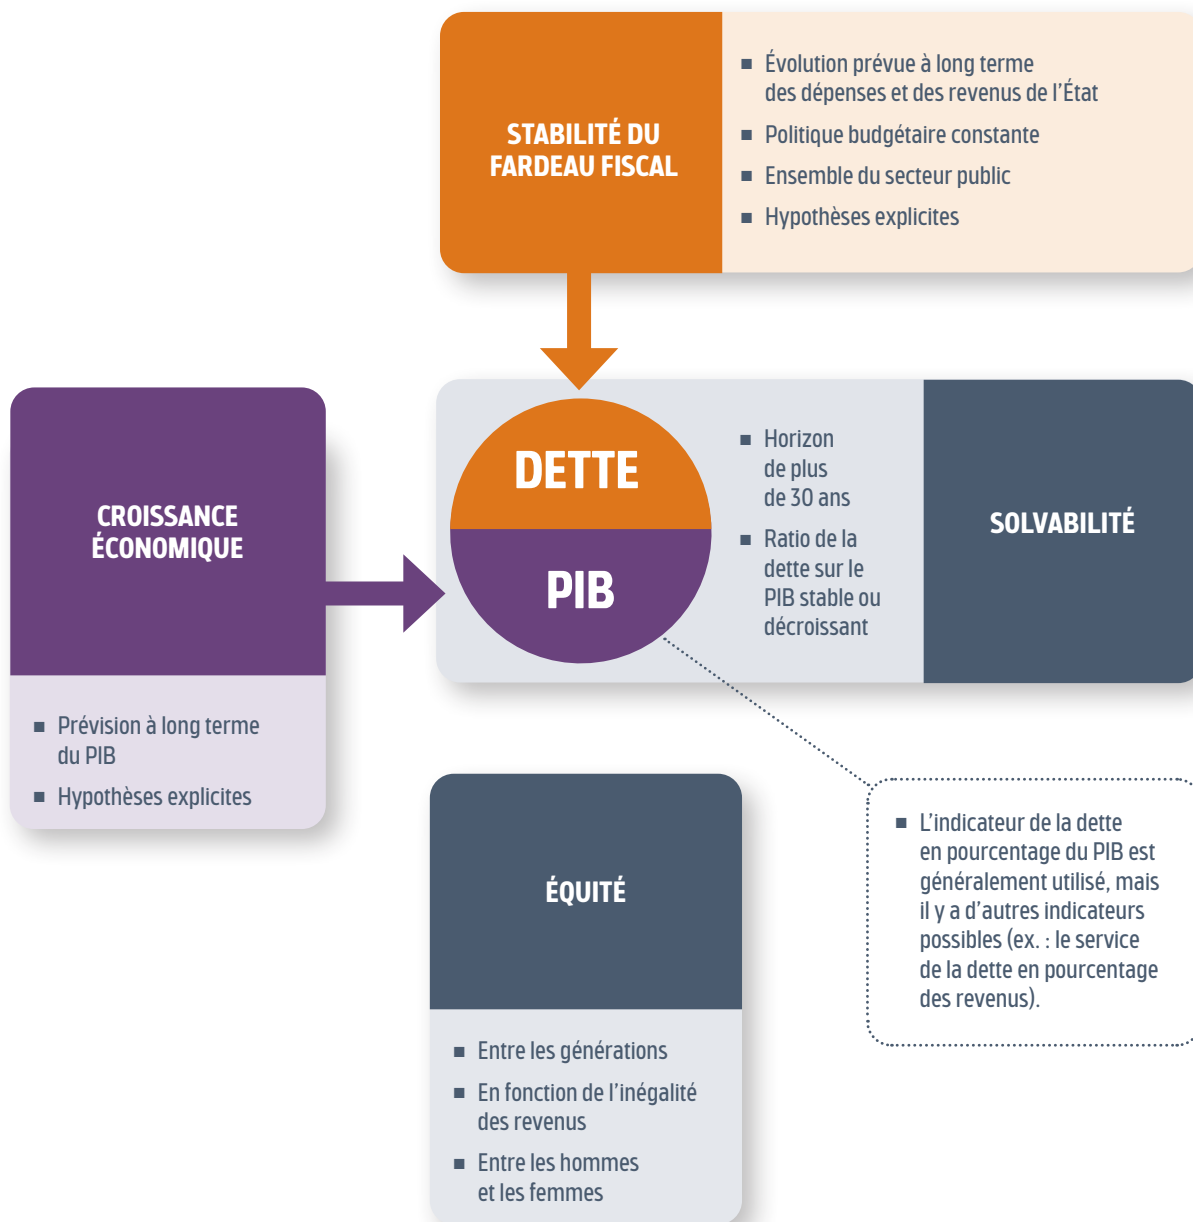 STABILITÉ DU
FARDEAU FISCAL
▪ Évolution prévue à long terme
des dépenses et des revenus de l’État
▪ Politique budgétaire constante
▪ Ensemble du secteur public
▪ Hypothèses explicites
CROISSANCE
ÉCONOMIQUE
▪ Prévision à long terme
du PIB
▪ Hypothèses explicites
DETTE
PIB
▪ Horizon
de plus
de 30 ans
▪ Ratio de la
dette sur le
PIB stable ou
décroissant
SOLVABILITÉ
ÉQUITÉ
▪ Entre les générations
▪ En fonction de l’inégalité
des revenus
▪ Entre les hommes
et les femmes
▪ L’indicateur de la dette
en pourcentage du PIB est
généralement utilisé, mais
il y a d’autres indicateurs
possibles (ex. : le service
de la dette en pourcentage
des revenus).